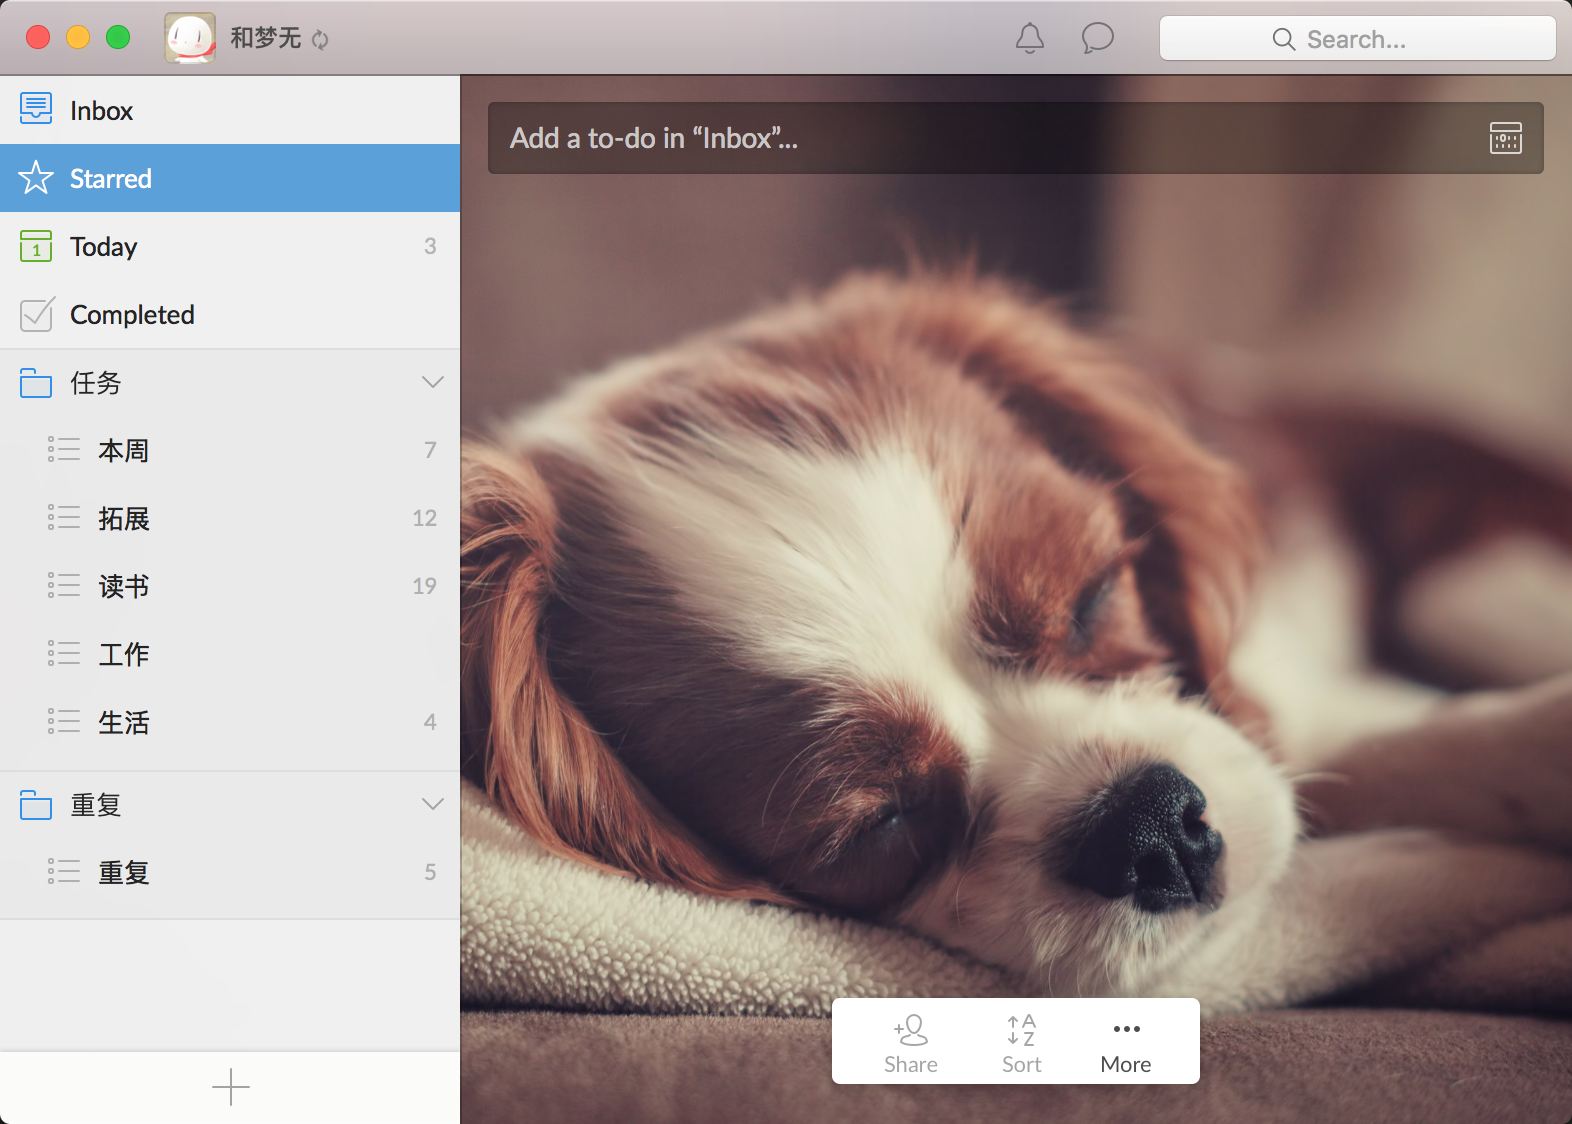 和梦无
Search...
Inbox
Starred
1
Today
3
Completed
任务
本周
7
拓展
12
读书
19
工作
生活
4
重复
重复
5
Add a to-do in “Inbox”...
Share
A
Z
Sort
More